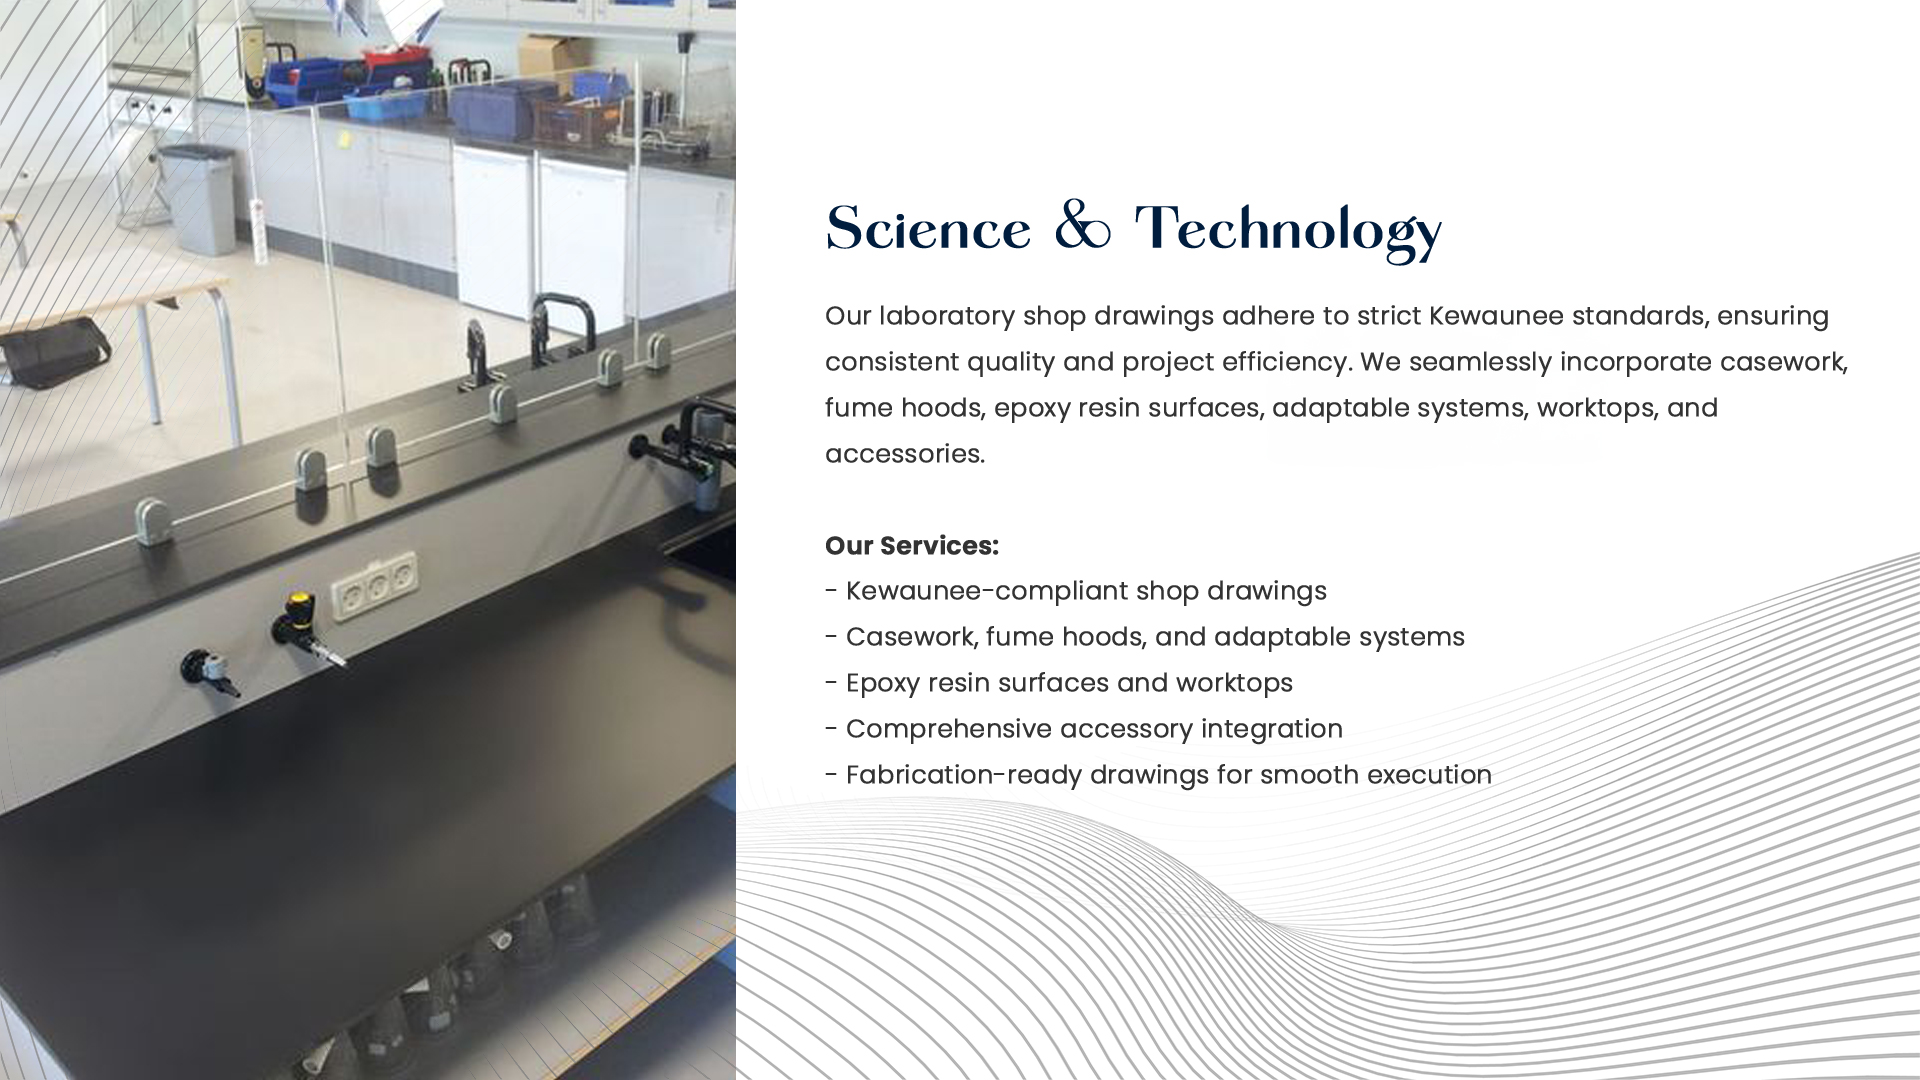 Science & Technology
Our laboratory shop drawings adhere to strict Kewaunee standards, ensuring
consistent quality and project efficiency. We seamlessly incorporate casework,
fume hoods, epoxy resin surfaces, adaptable systems, worktops, and
accessories.
Our Services:
- Kewaunee-compliant shop drawings
- Casework, fume hoods, and adaptable systems
- Epoxy resin surfaces and worktops
- Comprehensive accessory integration
- Fabrication-ready drawings for smooth execution